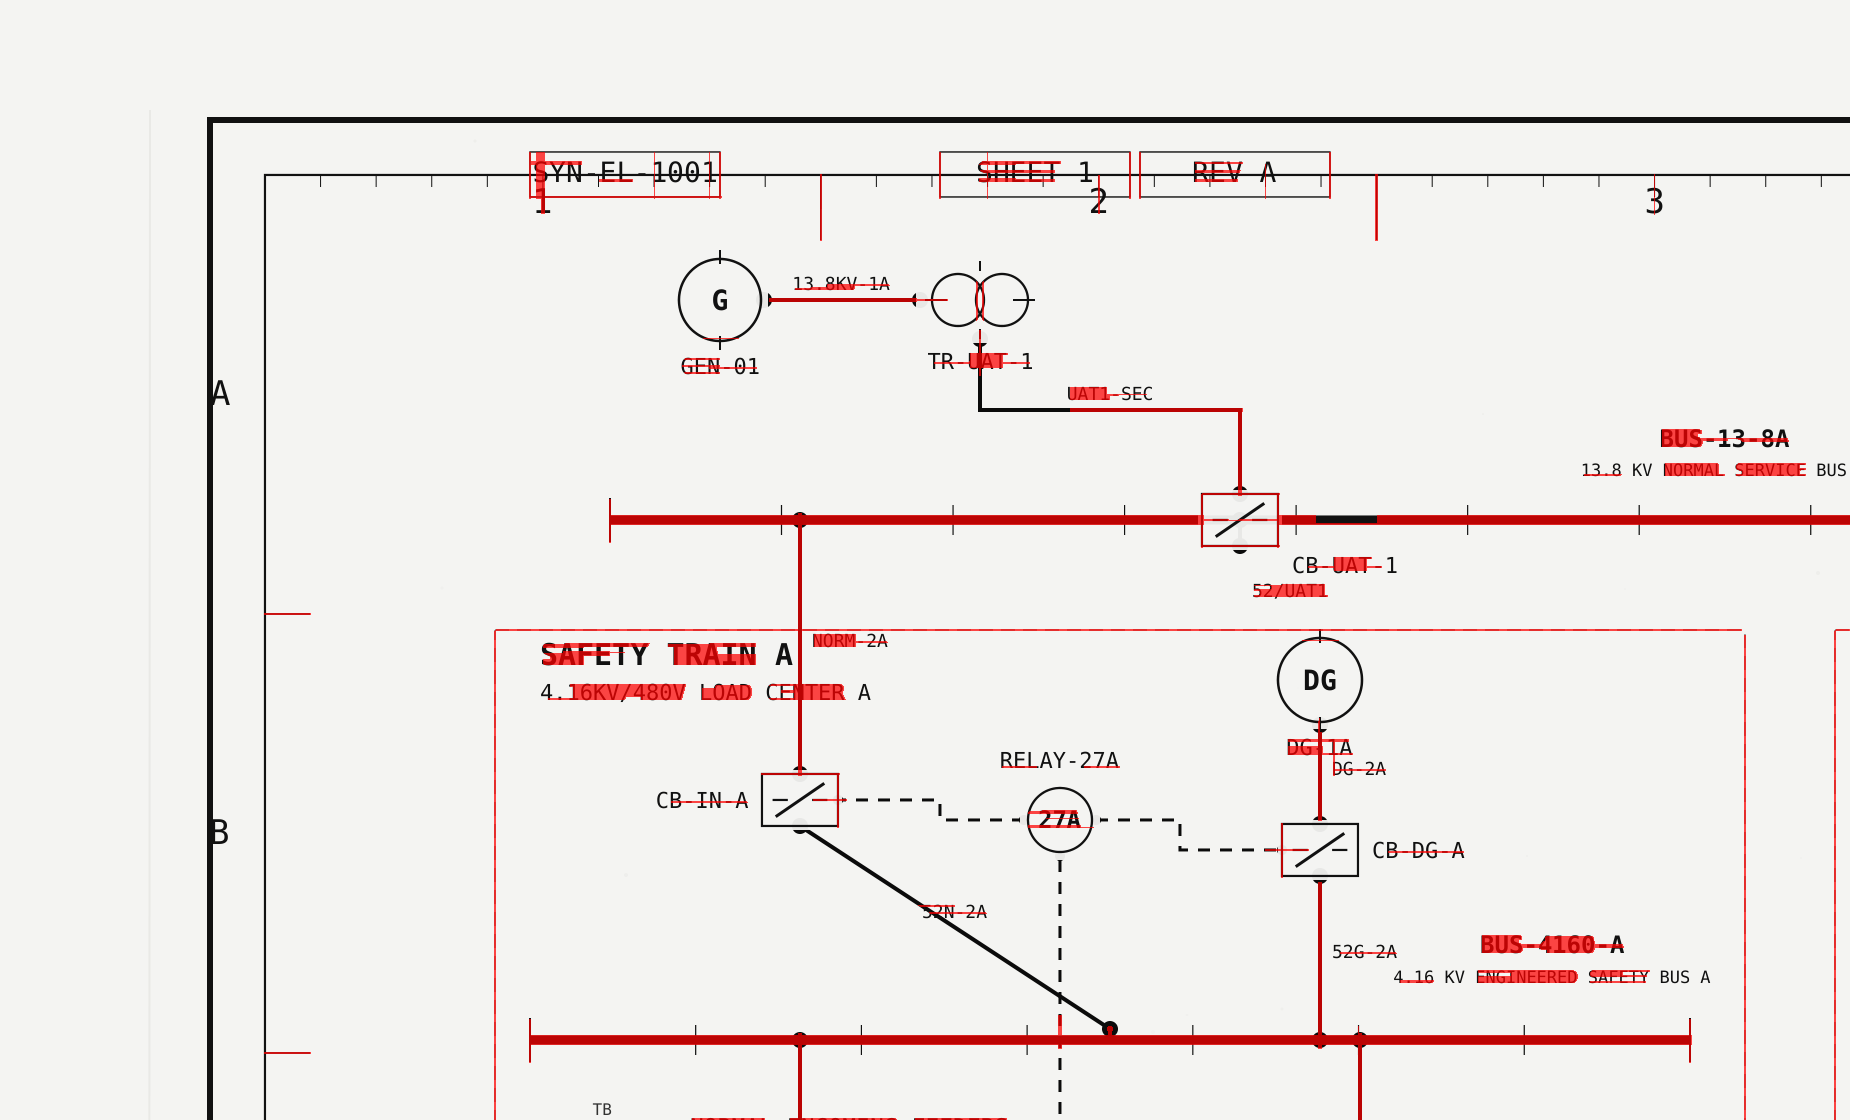 SYN-EL-1001
SHEET 1
REV A
1
2
3
G
13.8KV-1A
GEN-01
TR-UAT-1
A
UAT1-SEC
BUS-13-8A
13.8 KV NORMAL SERVICE BUS
CB-UAT-1
52/UAT1
NORM-2A
SAFETY TRAIN A
4.16KV/480V LOAD CENTER A
DG
DG-1A
DG-2A
RELAY-27A
CB-IN-A
27A
B
CB-DG-A
52N-2A
52G-2A
BUS-4160-A
4.16 KV ENGINEERED SAFETY BUS A
TB